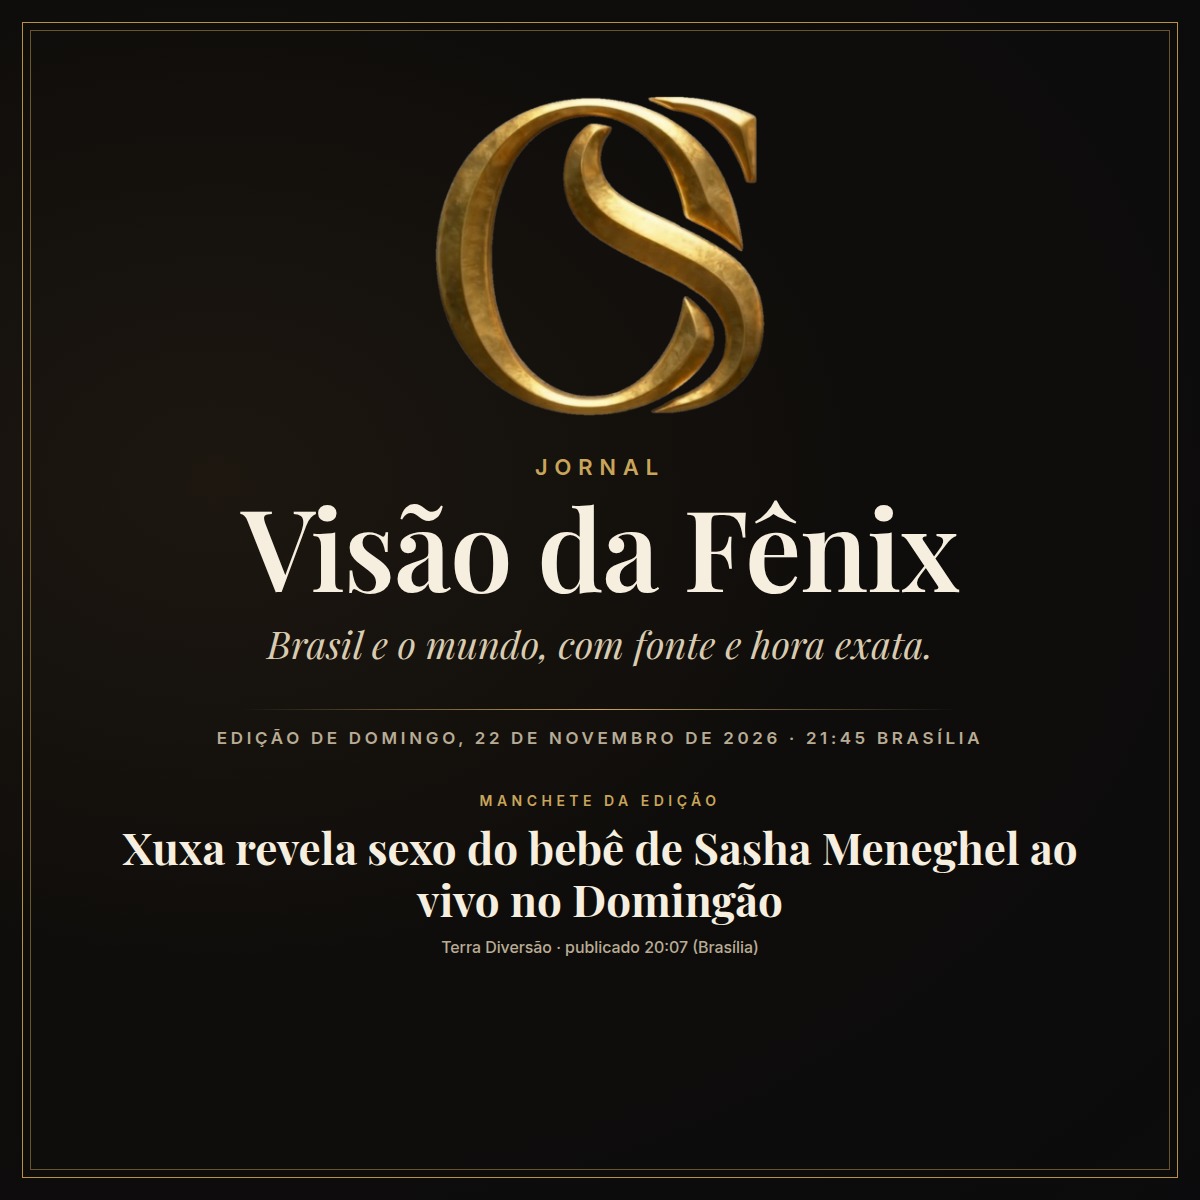 CS
JORNAL
Visão da Fênix
Brasil e o mundo, com fonte e hora exata.
EDIÇÃO DE DOMINGO, 22 DE NOVEMBRO DE 2026 · 21:45 BRASÍLIA
MANCHETE DA EDIÇÃO
Xuxa revela sexo do bebê de Sasha Meneghel ao
vivo no Domingão
Terra Diversão · publicado 20:07 (Brasília)